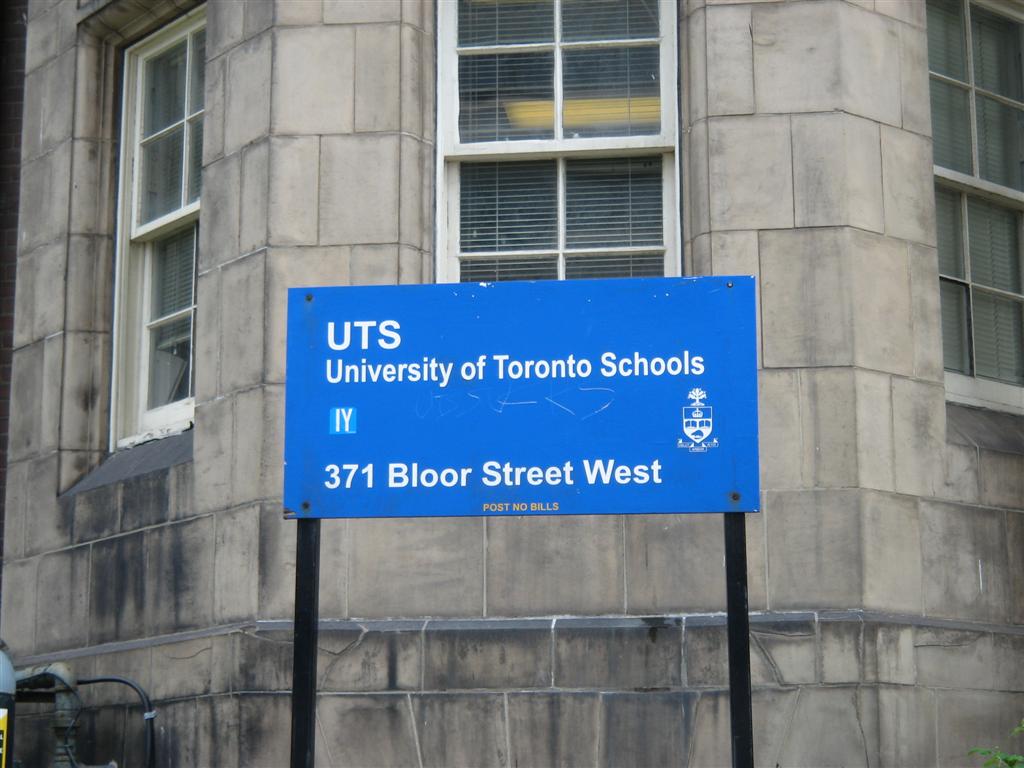 UTS
University of Toronto Schools
IY
371 Bloor Street West
POST NO BILLS